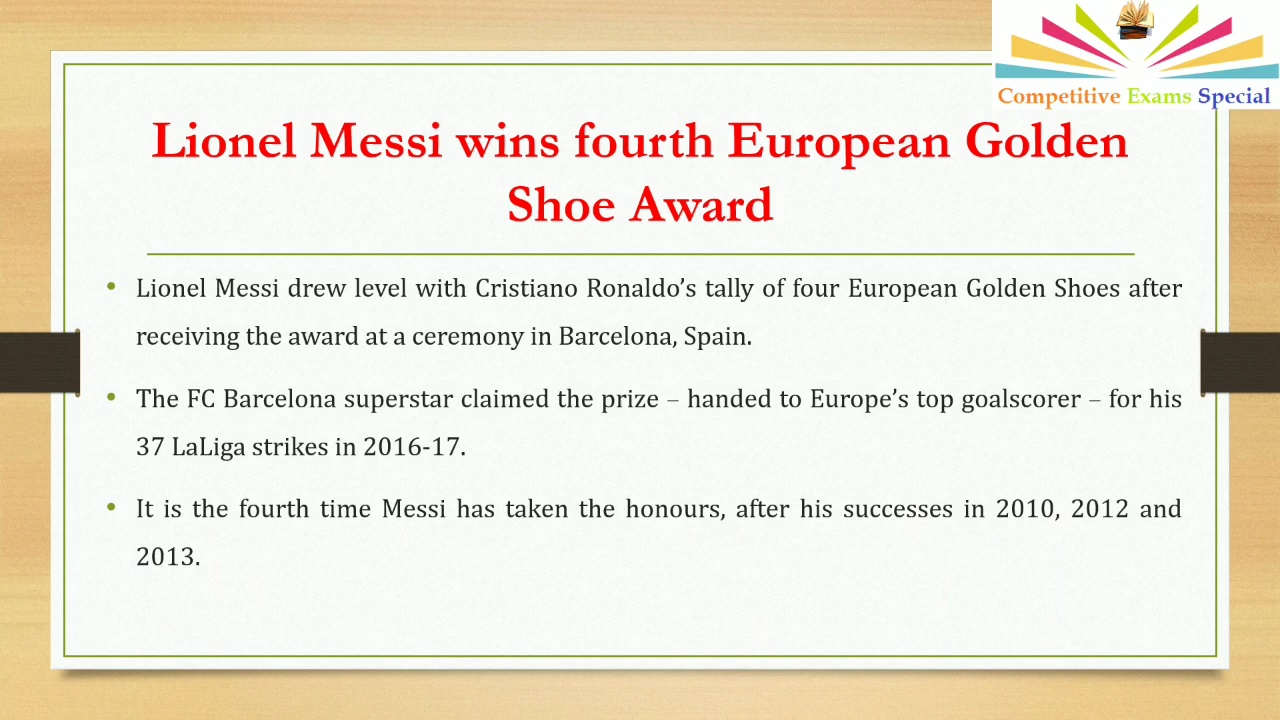 Competitive Exams Special
Lionel Messi wins fourth European Golden
Shoe Award
• Lionel Messi drew level with Cristiano Ronaldo’s tally of four European Golden Shoes after
receiving the award at a ceremony in Barcelona, Spain.
• The FC Barcelona superstar claimed the prize – handed to Europe’s top goalscorer – for his
37 LaLiga strikes in 2016-17.
• It is the fourth time Messi has taken the honours, after his successes in 2010, 2012 and
2013.